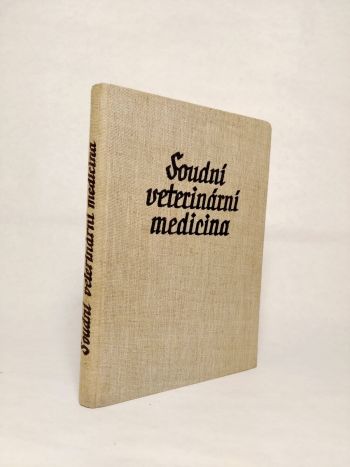 Soudní
veterinární
medicina
Soudní veterinární medicina